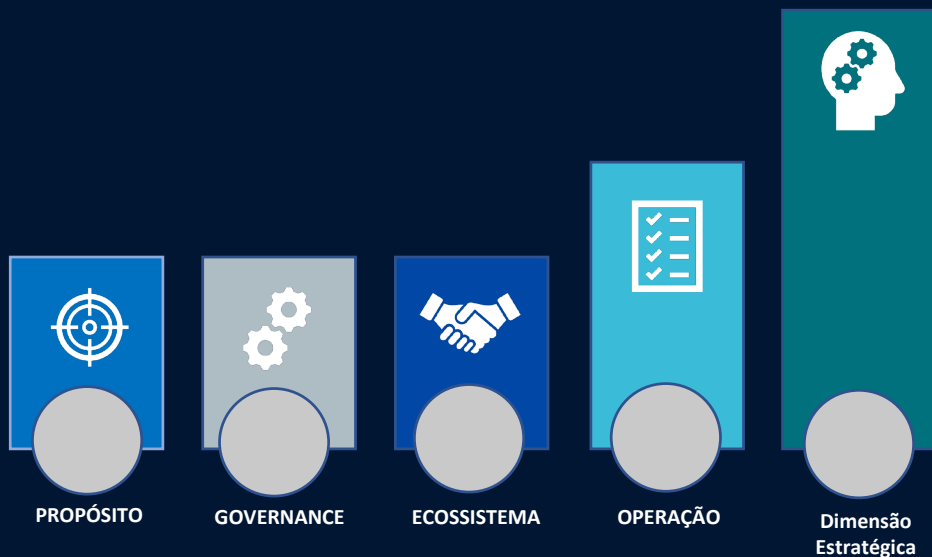 PROPÓSITO
GOVERNANCE
ECOSSISTEMA
OPERAÇÃO
Dimensão
Estratégica